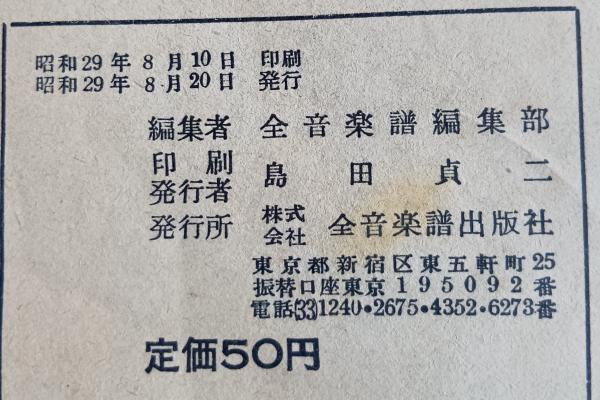 昭和29年8月10日 印刷
昭和29年8月20日 発行
編集者 全音楽譜編集部
印刷
発行者 島田貞二
発行所 株式会社 全音楽譜出版社
東京都新宿区東五軒町25
振替口座東京195092番
電話(33)1240・2675・4352・6273番
定価50円